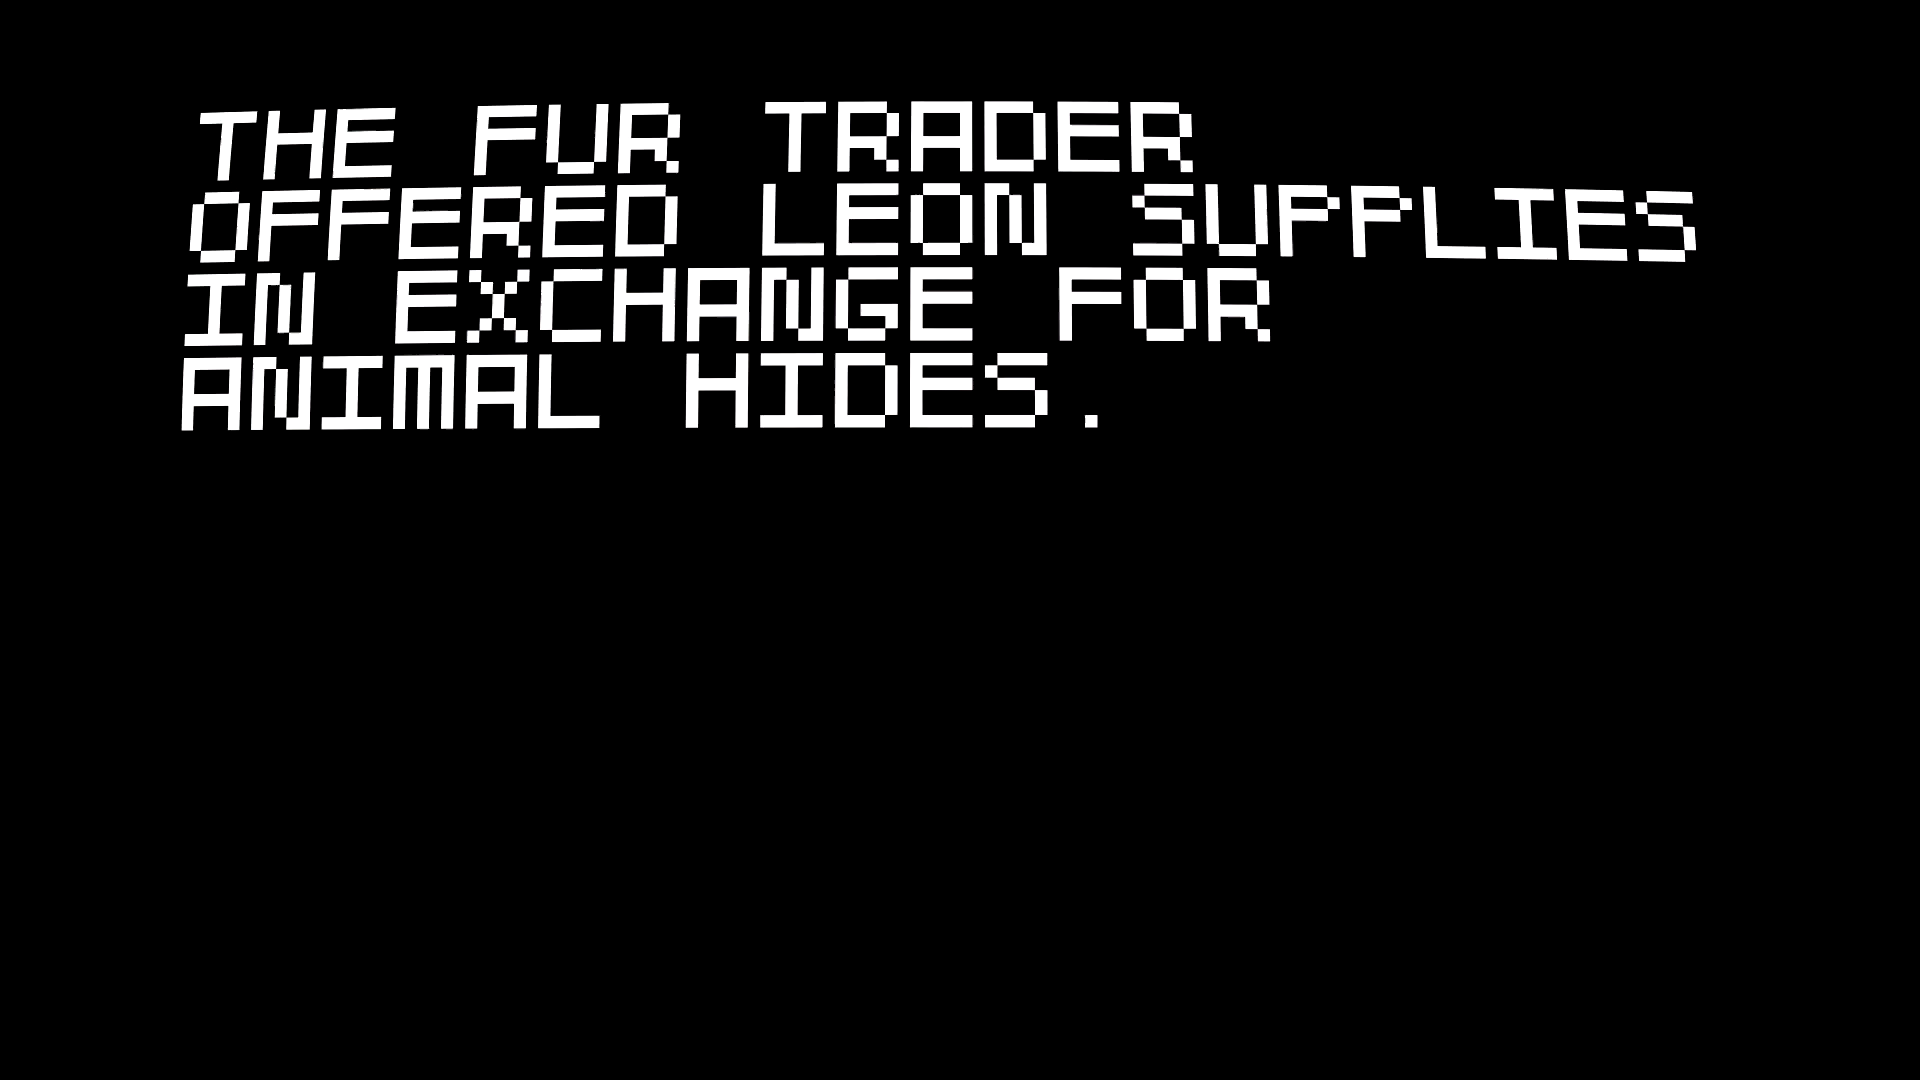 THE FUR TRADER
OFFERED LEON SUPPLIES
IN EXCHANGE FOR
ANIMAL HIDES.